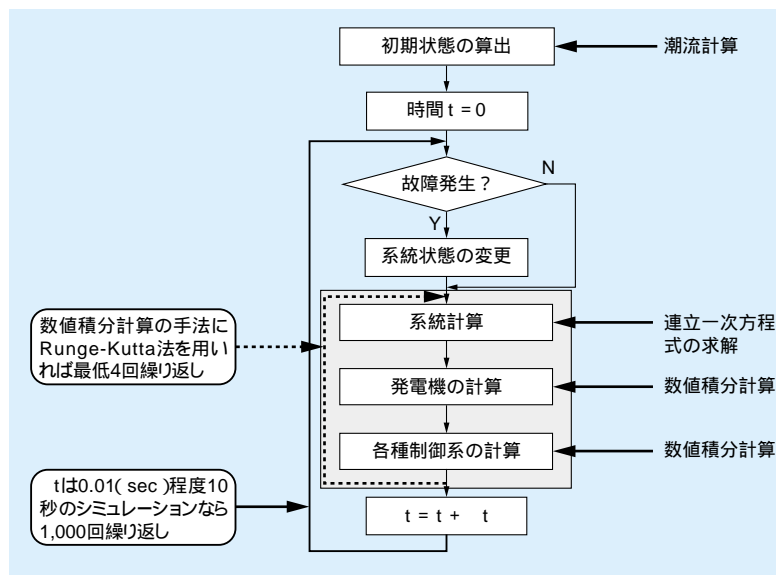 初期状態の算出
潮流計算
時間 t = 0
故障発生？
N
Y
系統状態の変更
数値積分計算の手法に
Runge-Kutta法を用い
れば最低4回繰り返し
系統計算
連立一次方程
式の求解
発電機の計算
数値積分計算
各種制御系の計算
数値積分計算
tは0.01( sec )程度10
秒のシミュレーションなら
1,000回繰り返し
t = t + t